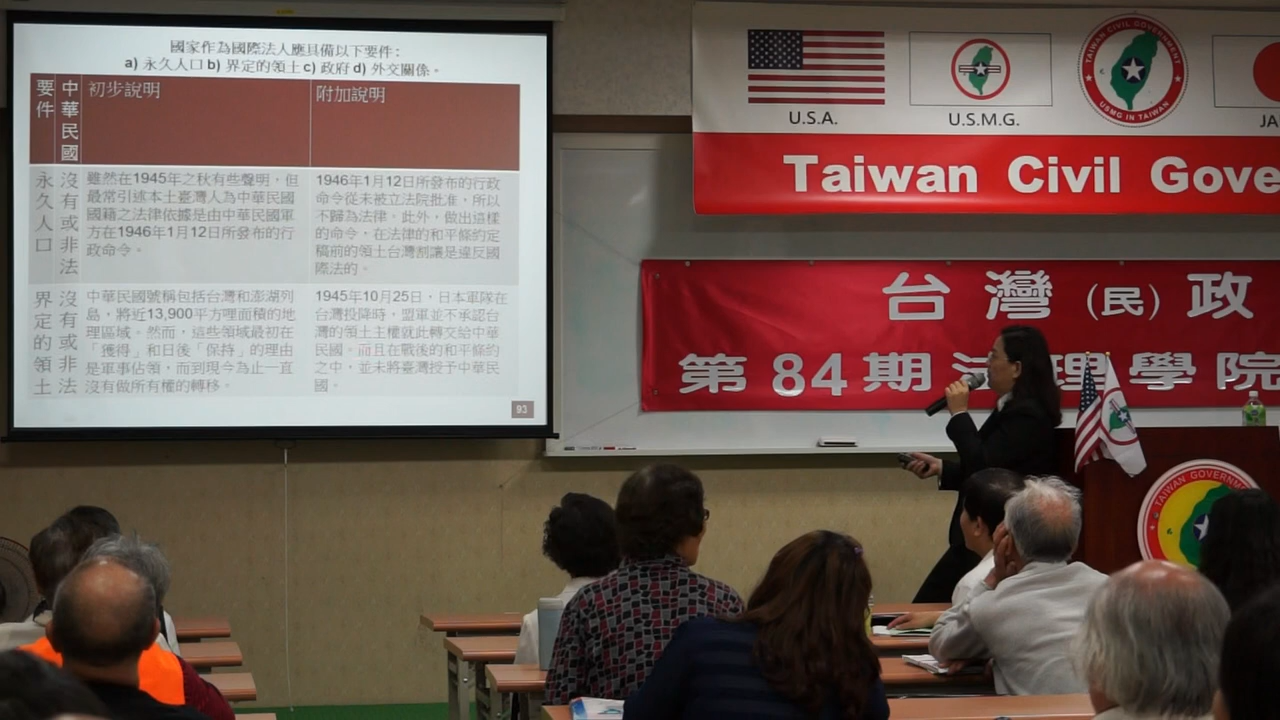 國家作為國際法人應具備以下要件：
a) 永久人口 b) 界定的領土 c) 政府 d) 外交關係。
要件
中華民國
初步說明
附加說明
永久人口
沒有或非法
雖然在1945年之秋有些聲明，但
最常引述本土臺灣人為中華民國
國籍之法律依據是由中華民國軍
方在1946年1月12日所發布的行
政命令。
1946年1月12日所發布的行政
命令從未被立法院批准，所以
不歸為法律。此外，做出這樣
的命令，在法律的和平條約定
稿前的領土台灣割讓是違反國
際法的。
界定的領土
沒有或非法
中華民國號稱包括台灣和澎湖列
島，將近13,900平方哩面積的地
理區域。然而，這些領域最初在
「獲得」和日後「保持」的理由
是軍事佔領，而到現今為止一直
沒有做所有權的轉移。
1945年10月25日，日本軍隊在
台灣投降時，盟軍並不承認台
灣的領土主權就此轉交給中華
民國。而且在戰後的和平條約
之中，並未將臺灣授予中華民
國。
93
U.S.A.
U.S.M.G.
TAIWAN CIVIL GOVERNMENT
USMG IN TAIWAN
JA
Taiwan Civil Gove
台灣（民）政
第84期法理學院
TAIWAN GOVERNM